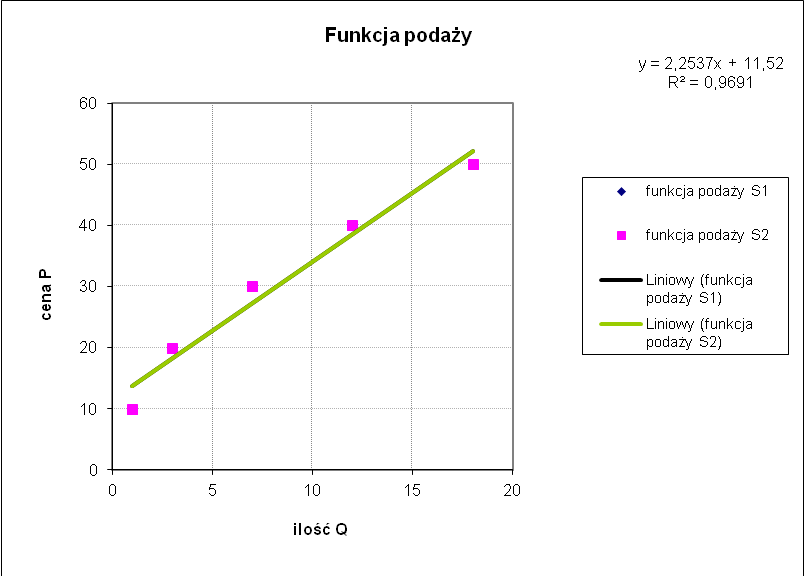 Funkcja podaży
y = 2,2537x + 11,52
R² = 0,9691
60
50
40
30
20
10
0
cena P
0 5 10 15 20
ilość Q
funkcja podaży S1
funkcja podaży S2
Liniowy (funkcja
podaży S1)
Liniowy (funkcja
podaży S2)